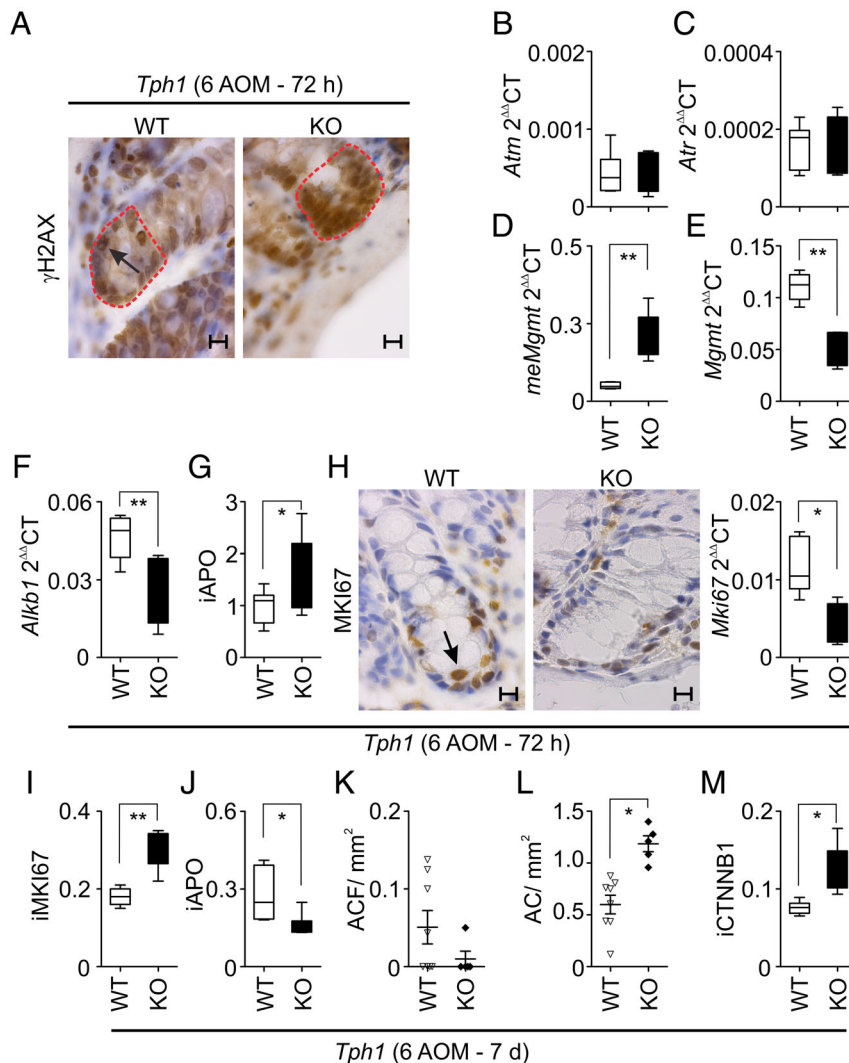 A
Tph1 (6 AOM - 72 h)
WT
KO
γH2AX
B
Atm 2^ΔΔCT
0.002
0.001
0
C
Atr 2^ΔΔCT
0.0004
0.0002
0
D
meMgmt 2^ΔΔCT
0.5
0.3
0
**
WT
KO
E
Mgmt 2^ΔΔCT
0.15
0.10
0.05
0
**
WT
KO
F
Alkb1 2^ΔΔCT
0.06
0.03
0
**
WT
KO
G
iAPO
3
2
1
0
*
WT
KO
H
WT
KO
MKI67
Mki67 2^ΔΔCT
0.02
0.01
0
*
WT
KO
Tph1 (6 AOM - 72 h)
I
iMKI67
0.4
0.2
0
**
WT
KO
J
iAPO
0.6
0.3
0
*
WT
KO
K
ACF/ mm²
0.2
0.1
0
WT
KO
L
AC/ mm²
1.5
1.0
0.5
0
*
WT
KO
M
iCTNNB1
0.2
0.1
0
*
WT
KO
Tph1 (6 AOM - 7 d)